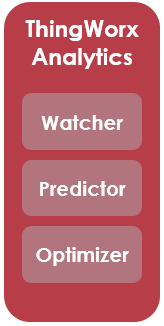 ThingWorx
Analytics
Watcher
Predictor
Optimizer